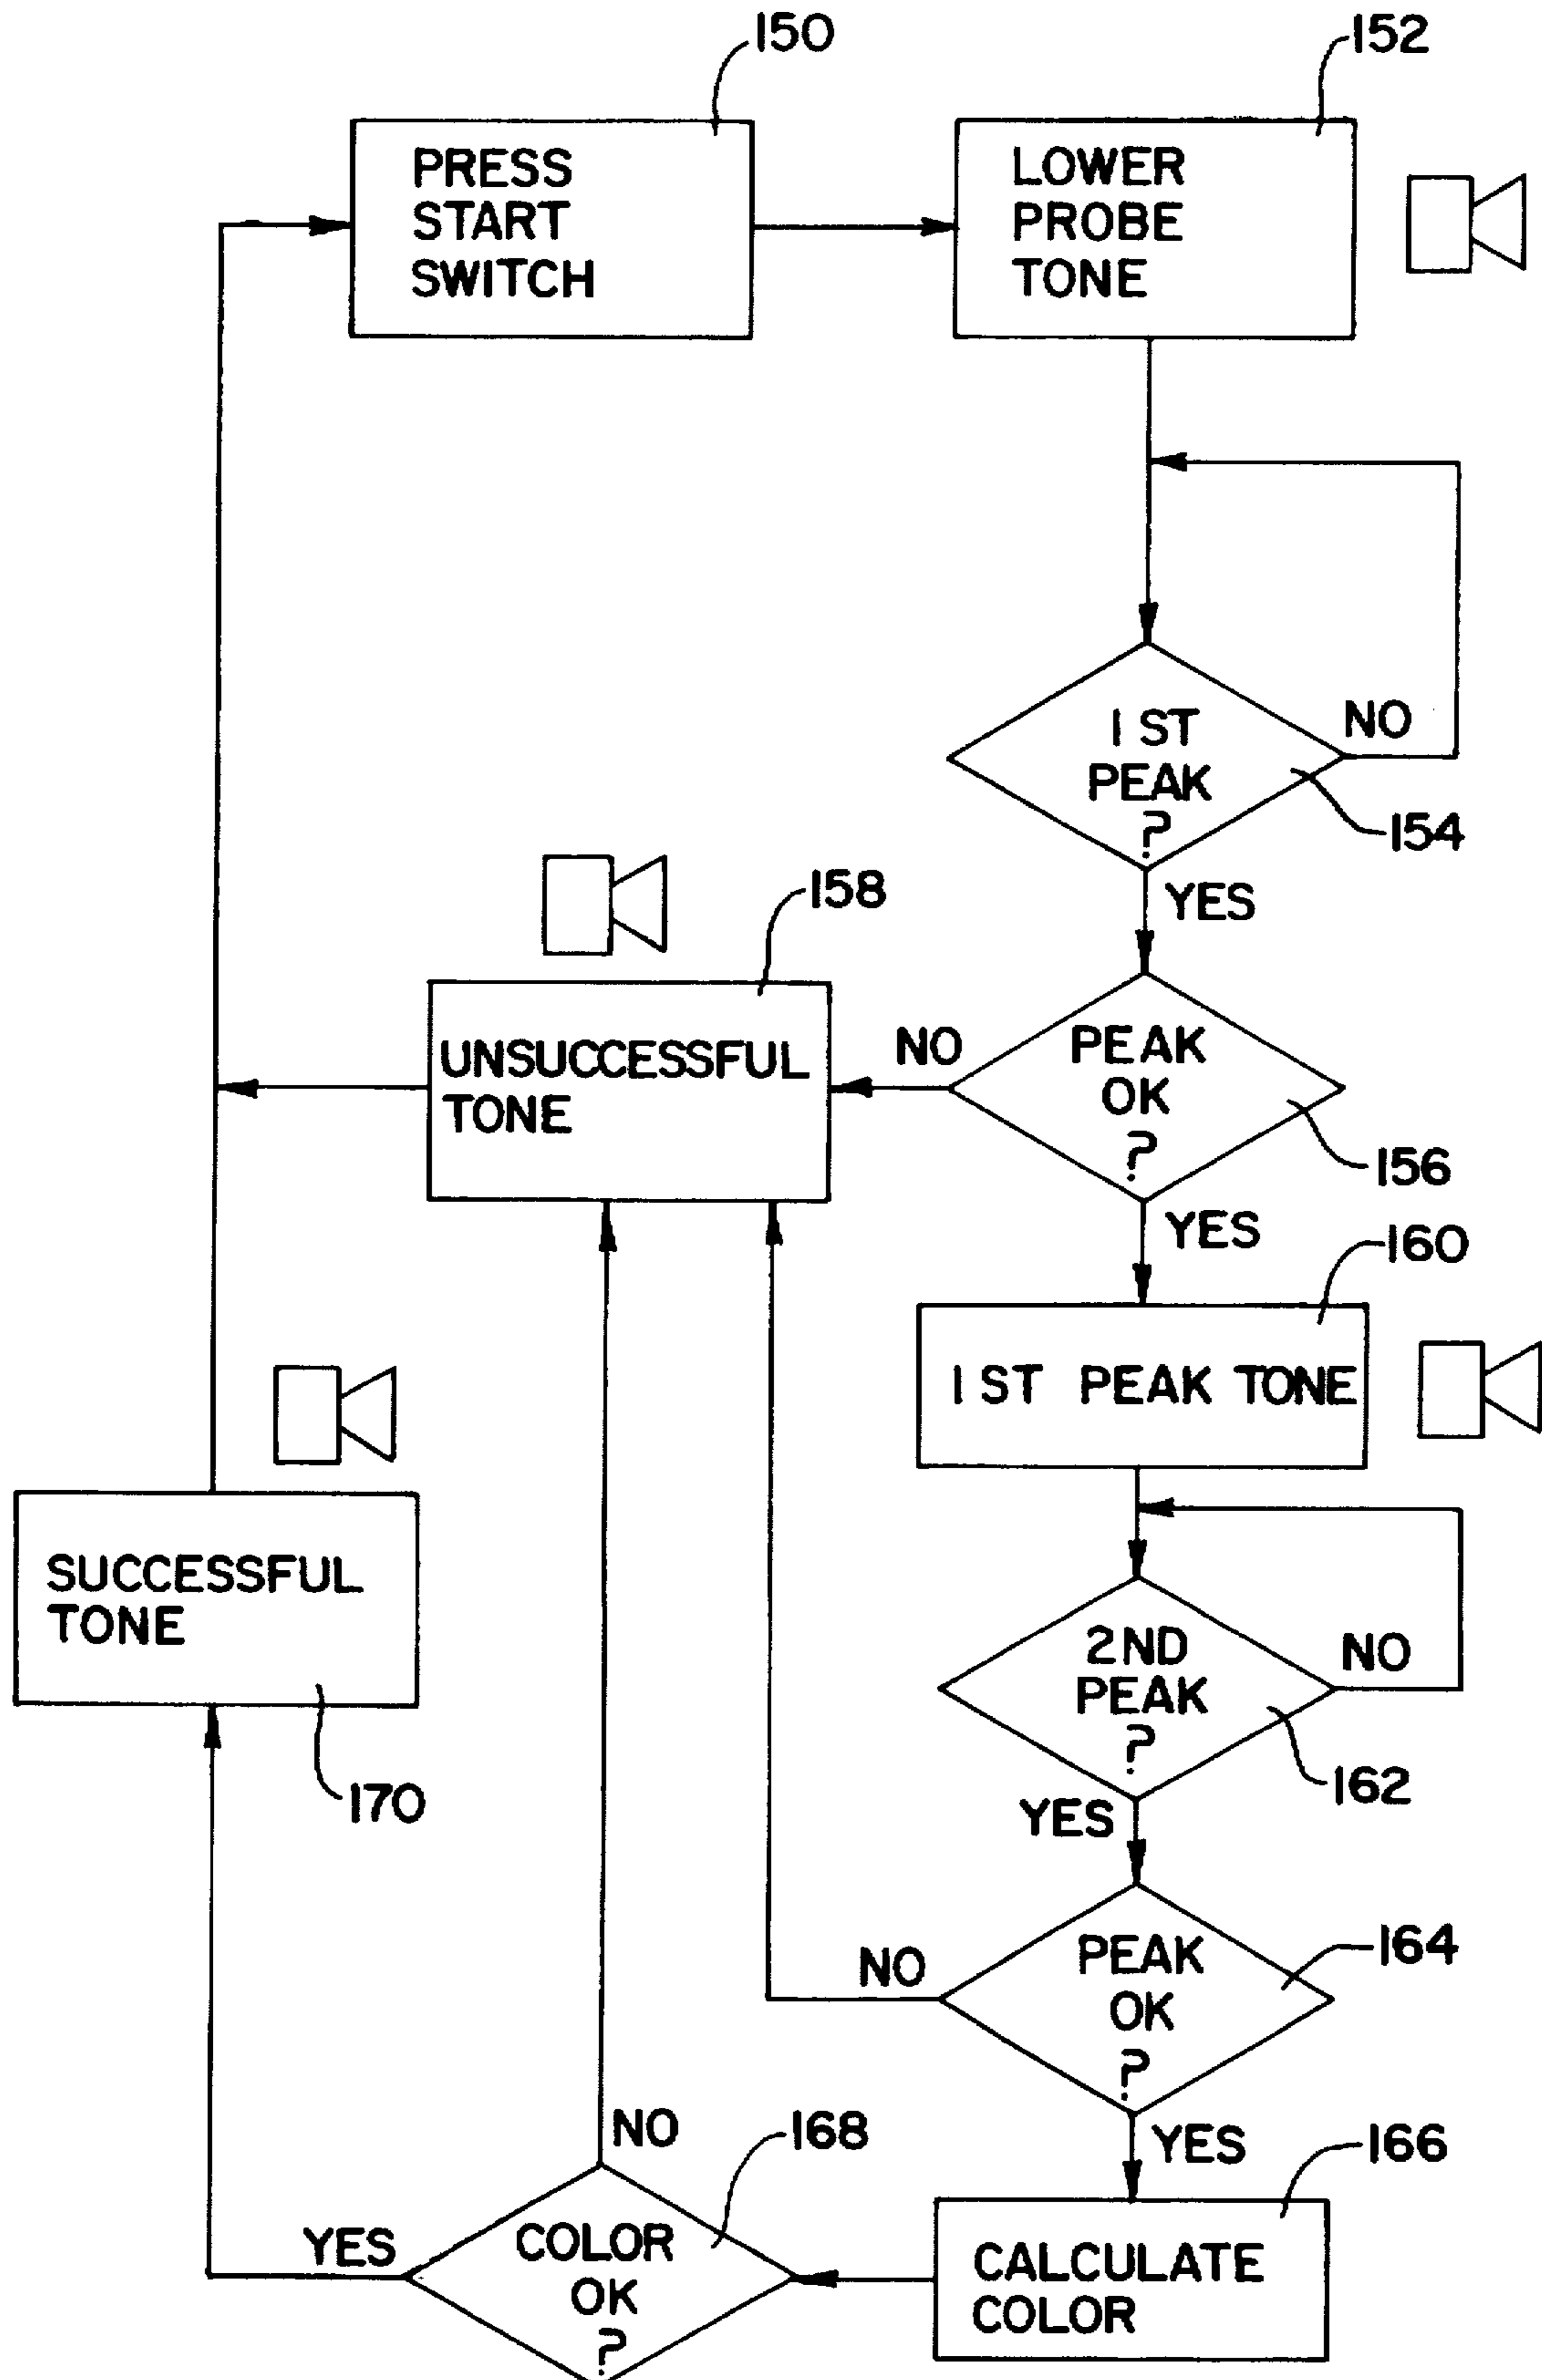 150
152
PRESS
START
SWITCH
LOWER
PROBE
TONE
1 ST
PEAK
?
NO
154
YES
158
UNSUCCESSFUL
TONE
NO
PEAK
OK
?
156
YES
160
1 ST PEAK TONE
SUCCESSFUL
TONE
170
2ND
PEAK
?
NO
162
YES
NO
PEAK
OK
?
164
YES
166
NO
168
YES
COLOR
OK
?
CALCULATE
COLOR